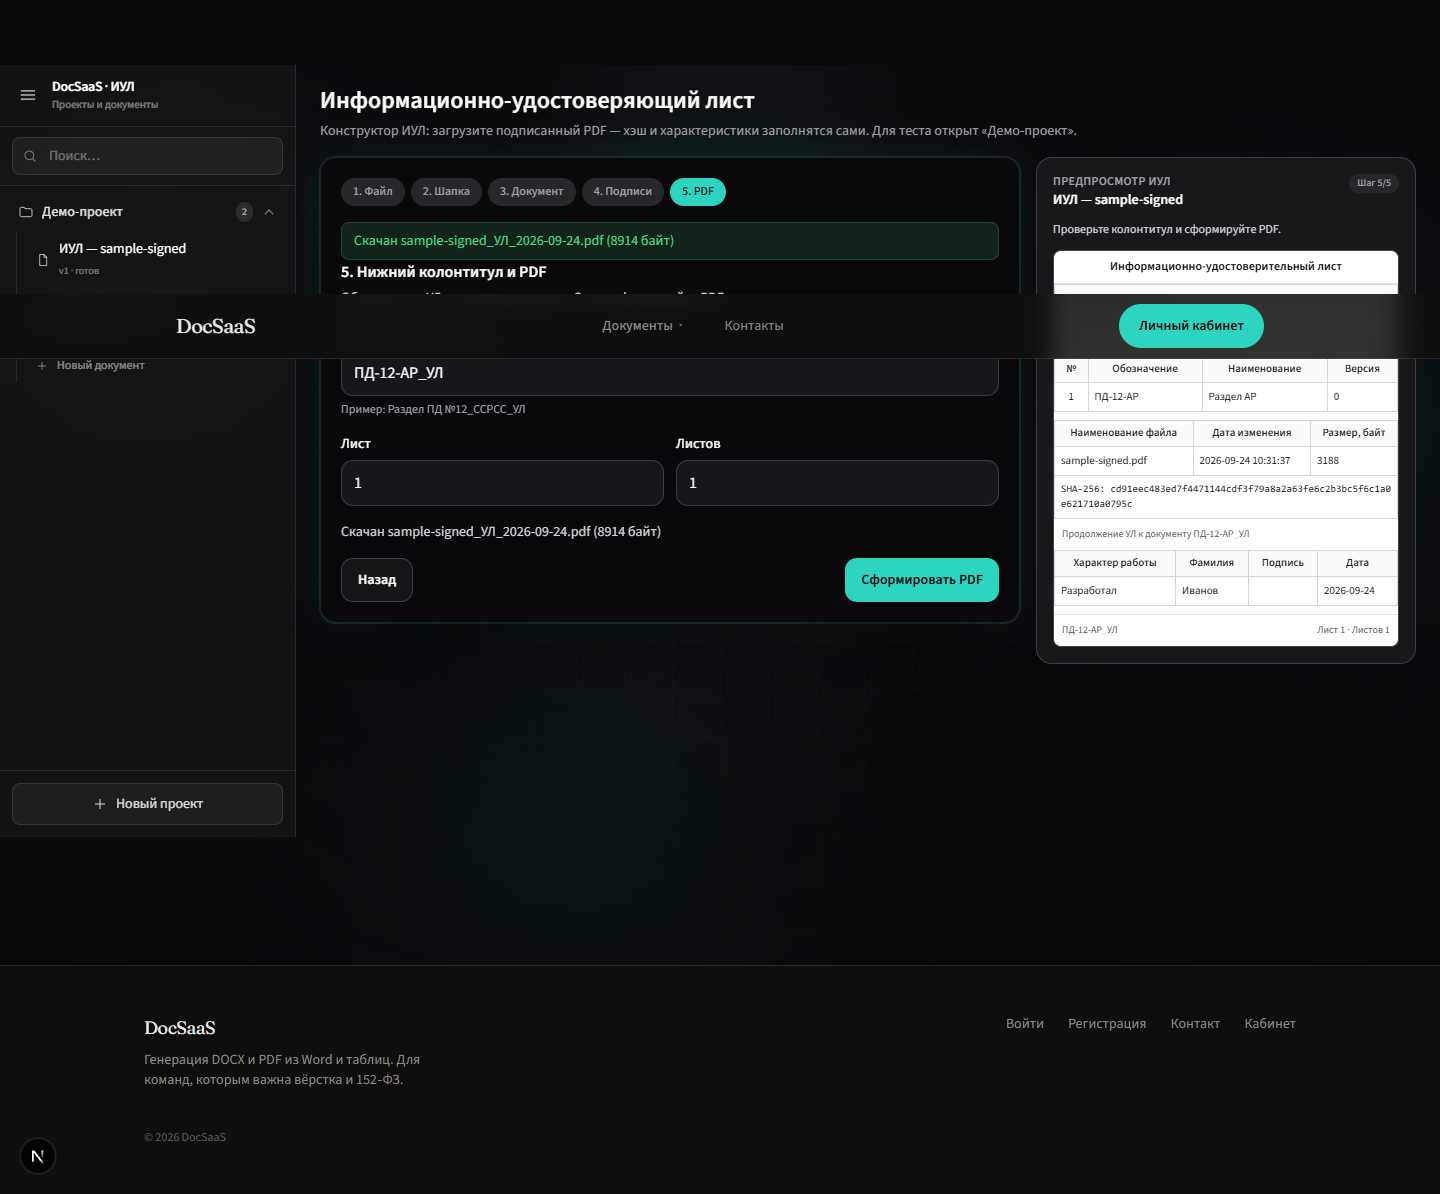 DocSaaS · ИУЛ
Проекты и документы
Поиск…
Демо-проект
2
ИУЛ — sample-signed
v1 · готов
Новый документ
Новый проект
Информационно-удостоверяющий лист
Конструктор ИУЛ: загрузите подписанный PDF — хэш и характеристики заполнятся сами. Для теста открыт «Демо-проект».
1. Файл
2. Шапка
3. Документ
4. Подписи
5. PDF
Скачан sample-signed_УЛ_2026-09-24.pdf (8914 байт)
5. Нижний колонтитул и PDF
DocSaaS
Документы
Контакты
Личный кабинет
ПД-12-АР_УЛ
Пример: Раздел ПД №12_ССРСС_УЛ
Лист
Листов
1
1
Скачан sample-signed_УЛ_2026-09-24.pdf (8914 байт)
Назад
Сформировать PDF
ПРЕДПРОСМОТР ИУЛ
Шаг 5/5
ИУЛ — sample-signed
Проверьте колонтитул и сформируйте PDF.
Информационно-удостоверительный лист
№ Обозначение Наименование Версия
1 ПД-12-АР Раздел АР 0
Наименование файла Дата изменения Размер, байт
sample-signed.pdf 2026-09-24 10:31:37 3188
SHA-256: cd91eec483ed7f4471144cdf3f79a8a2a63fe6c2b3bc5f6c1a0
e621710a0795c
Продолжение УЛ к документу ПД-12-АР_УЛ
Характер работы Фамилия Подпись Дата
Разработал Иванов 2026-09-24
ПД-12-АР_УЛ Лист 1 · Листов 1
DocSaaS
Генерация DOCX и PDF из Word и таблиц. Для
команд, которым важна вёрстка и 152-ФЗ.
Войти
Регистрация
Контакт
Кабинет
© 2026 DocSaaS
N